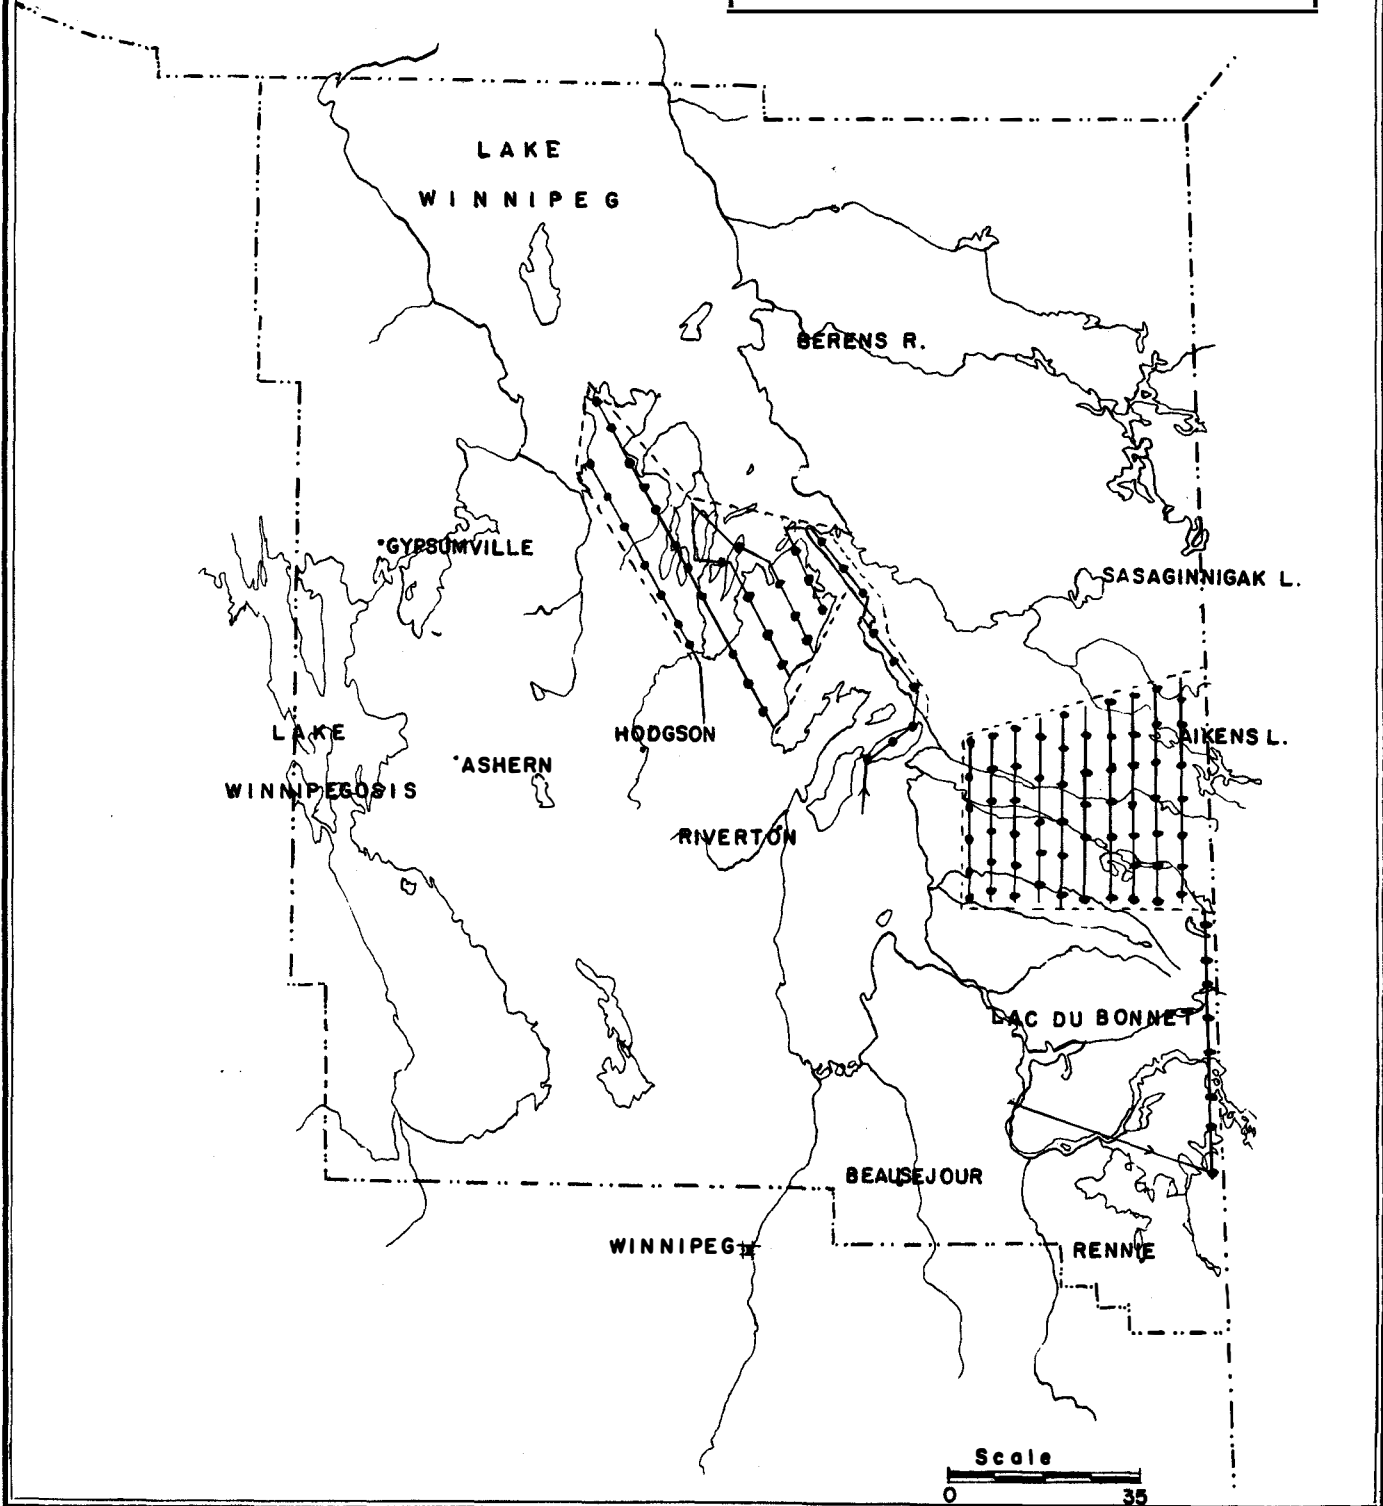 LAKE
WINNIPEG
BERENS R.
GYPSUMVILLE
SASAGINNIGAK L.
LAKE
WINNIPEGOSIS
HODGSON
AIKENS L.
ASHERN
RIVERTON
LAC DU BONNET
BEAUSEJOUR
WINNIPEG
RENNIE
Scale
0 35